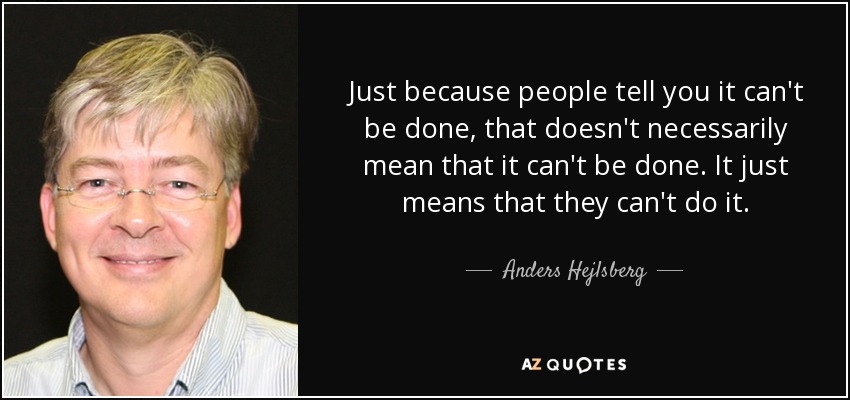 Just because people tell you it can't
be done, that doesn't necessarily
mean that it can't be done. It just
means that they can't do it.
Anders Hejlsberg
AZ QUOTES